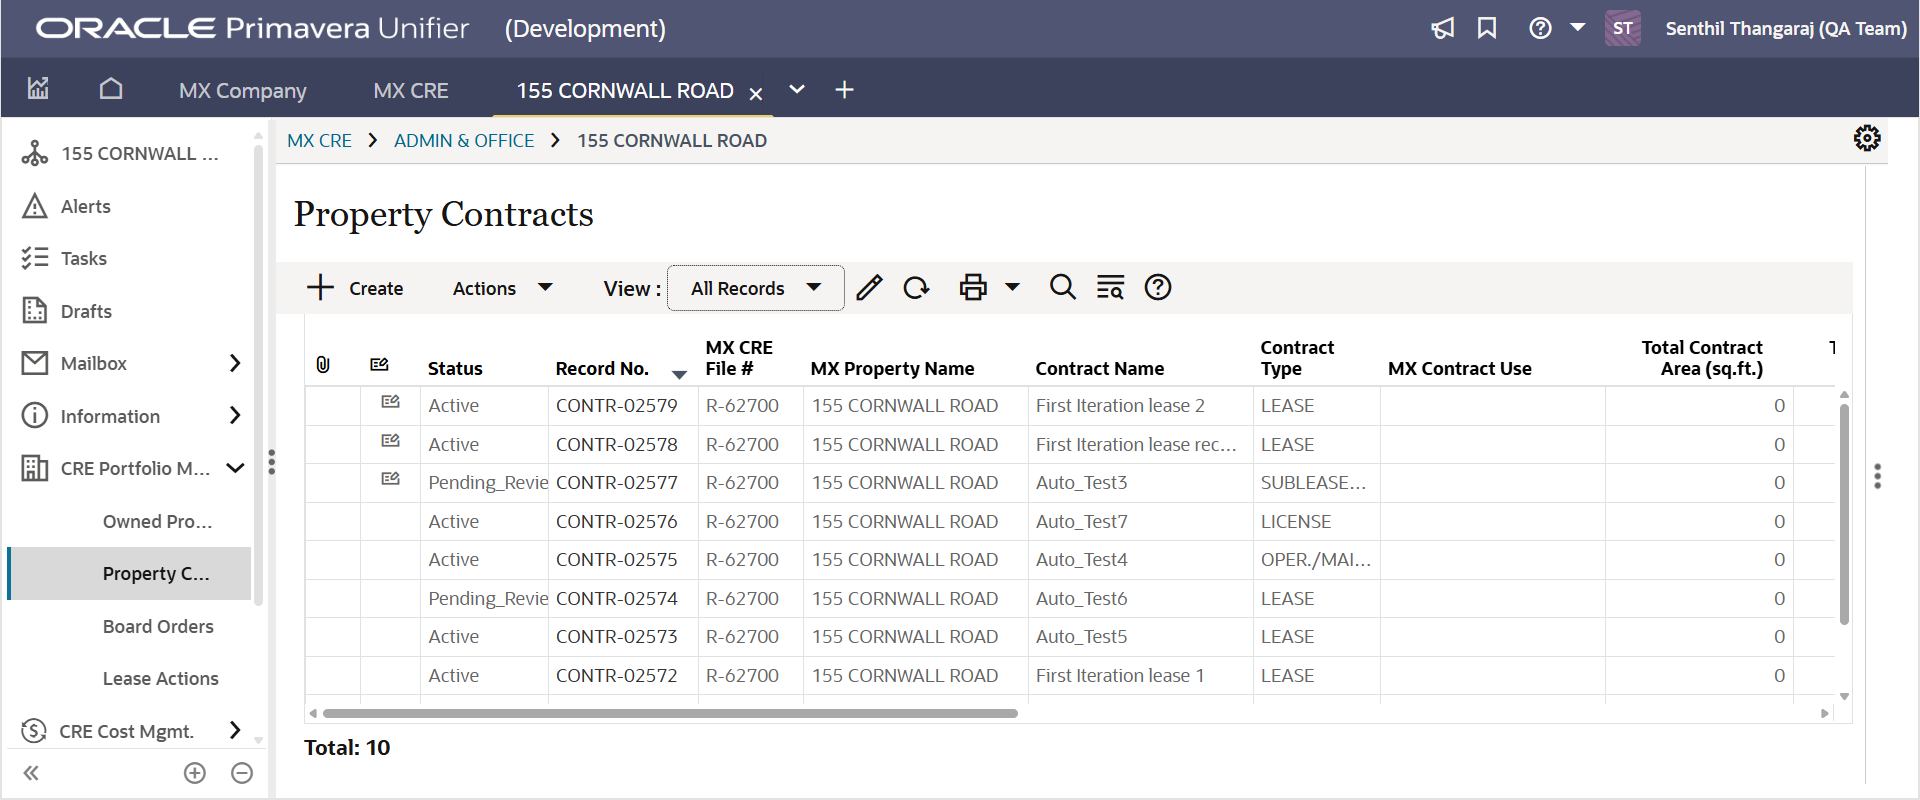 ORACLE Primavera Unifier (Development) ST Senthil Thangaraj (QA Team)
MX Company MX CRE 155 CORNWALL ROAD
155 CORNWALL ...
Alerts
Tasks
Drafts
Mailbox
Information
CRE Portfolio M...
Owned Pro...
Property C...
Board Orders
Lease Actions
CRE Cost Mgmt.
MX CRE ADMIN & OFFICE 155 CORNWALL ROAD
Property Contracts
Create Actions View : All Records
Status Record No. MX CRE File # MX Property Name Contract Name Contract Type MX Contract Use Total Contract Area (sq.ft.) T
Active CONTR-02579 R-62700 155 CORNWALL ROAD First Iteration lease 2 LEASE 0
Active CONTR-02578 R-62700 155 CORNWALL ROAD First Iteration lease rec... LEASE 0
Pending_Revie CONTR-02577 R-62700 155 CORNWALL ROAD Auto_Test3 SUBLEASE... 0
Active CONTR-02576 R-62700 155 CORNWALL ROAD Auto_Test7 LICENSE 0
Active CONTR-02575 R-62700 155 CORNWALL ROAD Auto_Test4 OPER./MAI... 0
Pending_Revie CONTR-02574 R-62700 155 CORNWALL ROAD Auto_Test6 LEASE 0
Active CONTR-02573 R-62700 155 CORNWALL ROAD Auto_Test5 LEASE 0
Active CONTR-02572 R-62700 155 CORNWALL ROAD First Iteration lease 1 LEASE 0
Total: 10